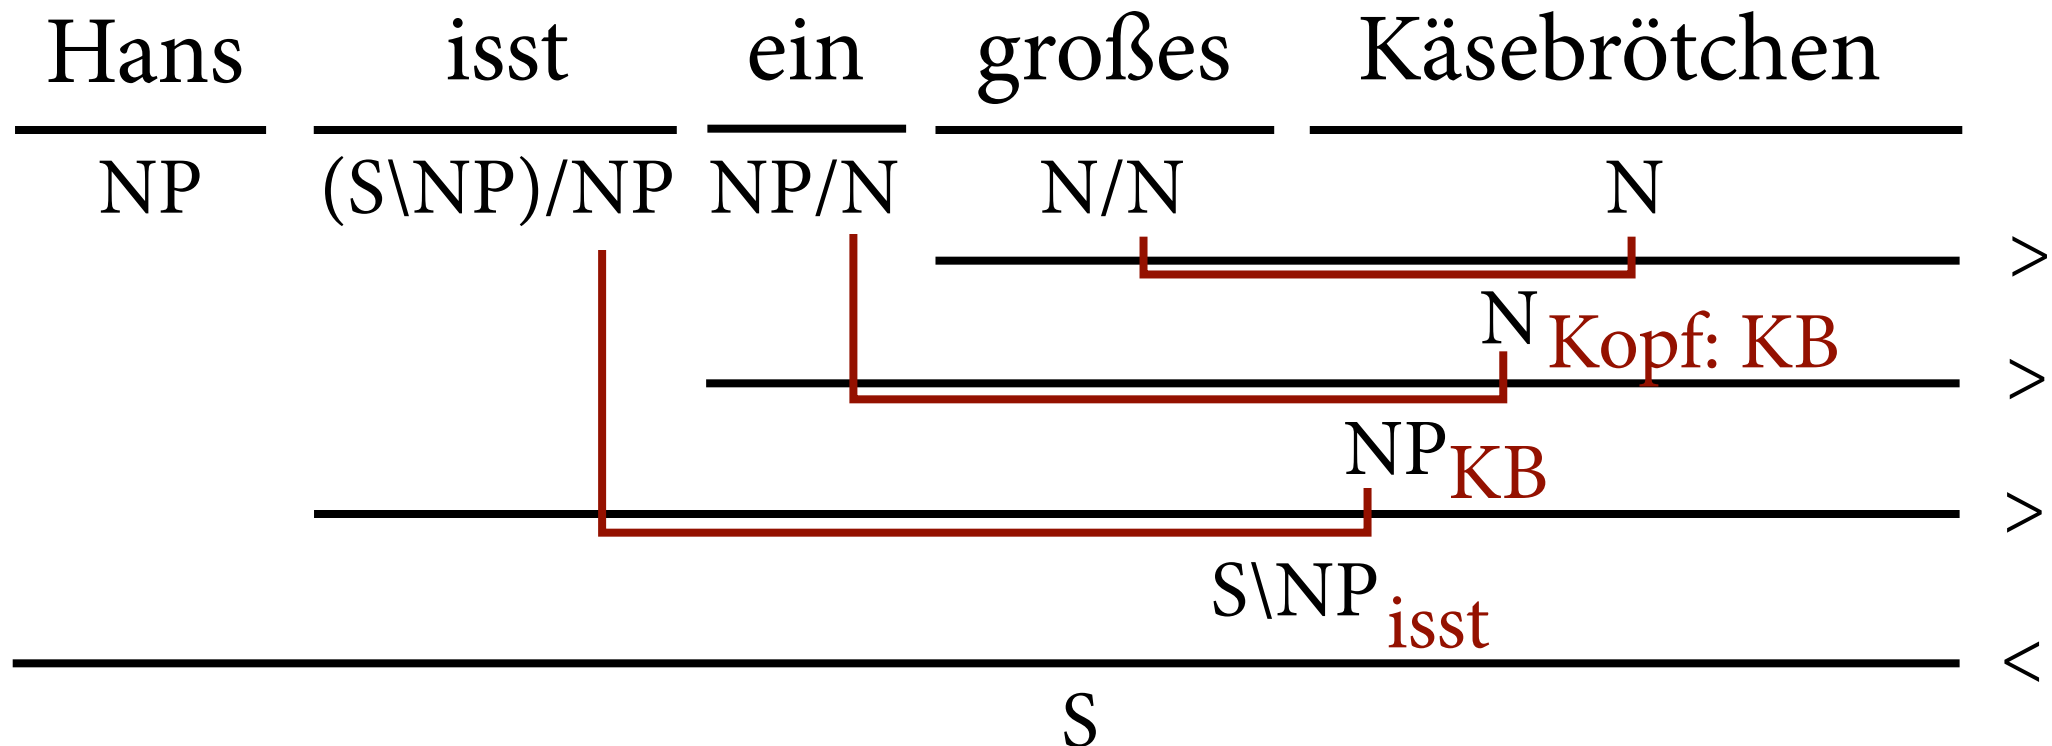 Hans isst ein großes Käsebrötchen
NP (S\NP)/NP NP/N N/N N
>
N Kopf: KB
>
NP KB
>
S\NP isst
<
S